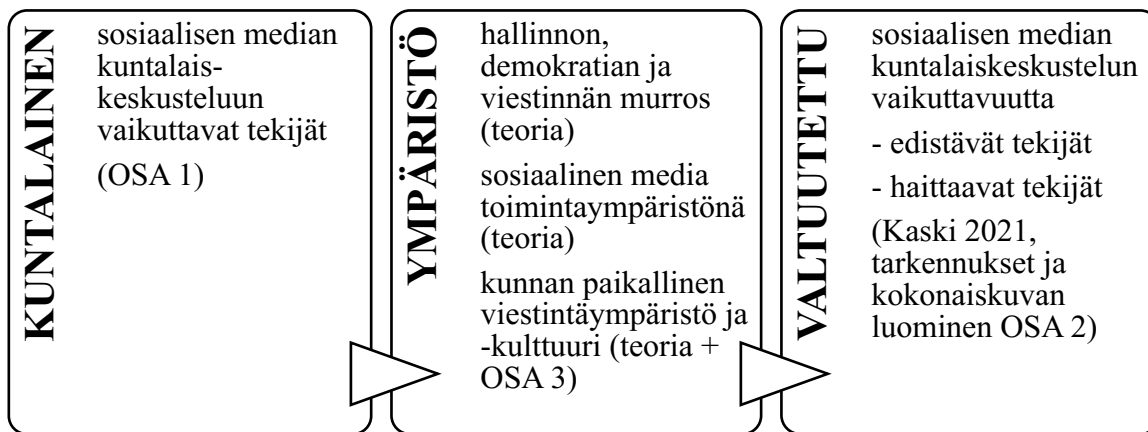 KUNTALAINEN
sosiaalisen median
kuntalais-
keskusteluun
vaikuttavat tekijät
(OSA 1)
YMPÄRISTÖ
hallinnon,
demokratian ja
viestinnän murros
(teoria)
sosiaalinen media
toimintaympäristönä
(teoria)
kunnan paikallinen
viestintäympäristö ja
-kulttuuri (teoria +
OSA 3)
VALTUUTETTU
sosiaalisen median
kuntalaiskeskustelun
vaikuttavuutta
- edistävät tekijät
- haittaavat tekijät
(Kaski 2021,
tarkennukset ja
kokonaiskuvan
luominen OSA 2)